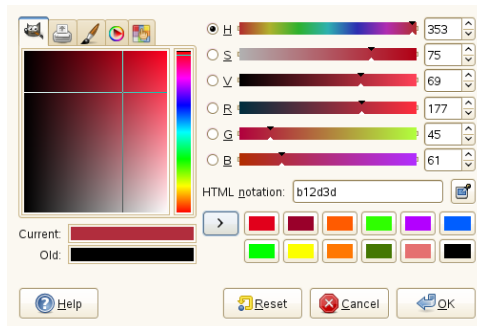 H 353
S 75
V 69
R 177
G 45
B 61
HTML notation: b12d3d
>
Current:
Old:
Help Reset Cancel OK